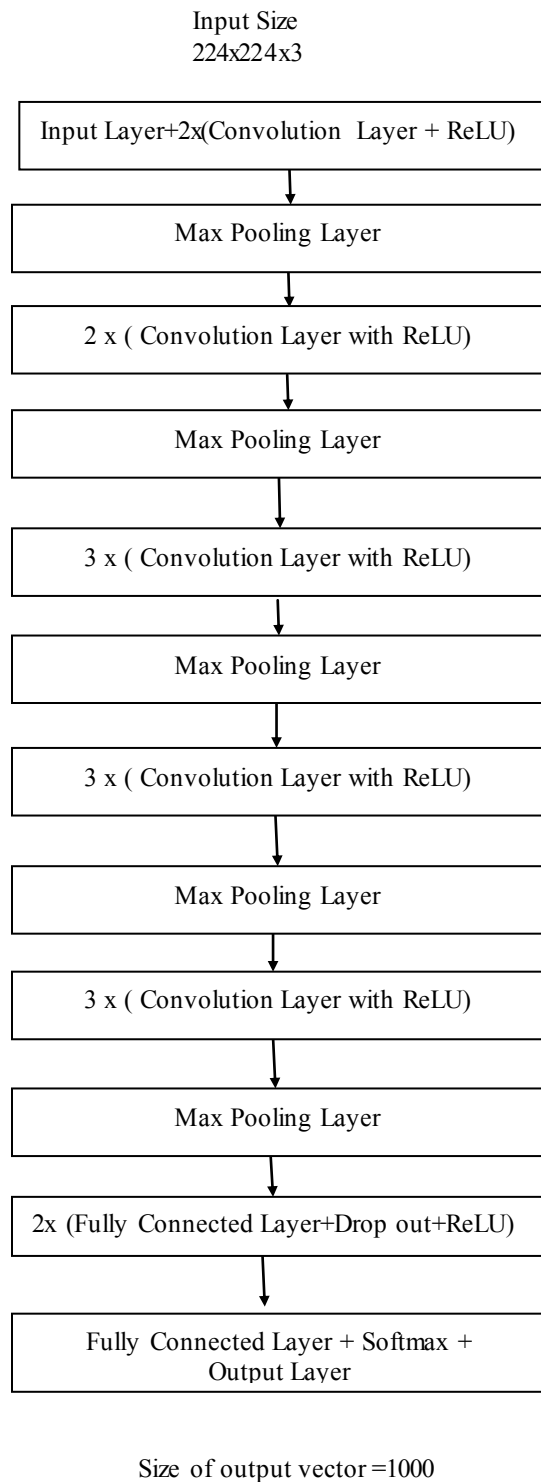 Input Size
224x224x3
Input Layer+2x(Convolution Layer + ReLU)
Max Pooling Layer
2 x ( Convolution Layer with ReLU)
Max Pooling Layer
3 x ( Convolution Layer with ReLU)
Max Pooling Layer
3 x ( Convolution Layer with ReLU)
Max Pooling Layer
3 x ( Convolution Layer with ReLU)
Max Pooling Layer
2x (Fully Connected Layer+Drop out+ReLU)
Fully Connected Layer + Softmax +
Output Layer
Size of output vector =1000